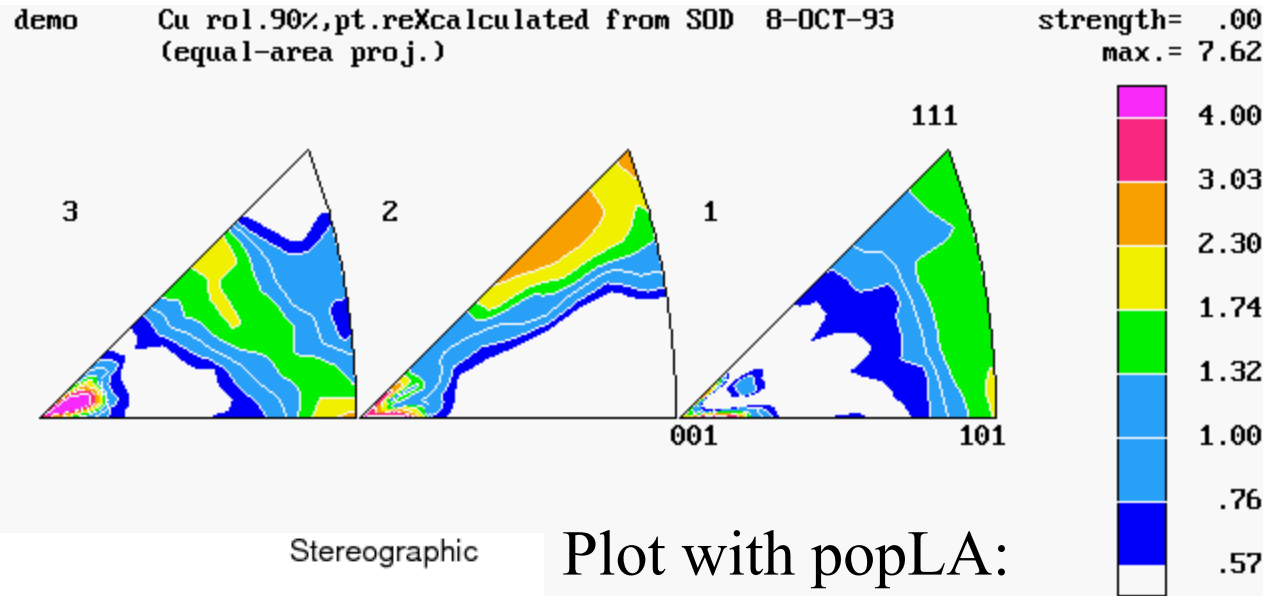 demo Cu rol.90%,pt.reXcalculated from SOD 8-OCT-93 strength= .00
(equal-area proj.) max.= 7.62
4.00
111
3.03
3 2 1
2.30
1.74
1.32
001 101
1.00
.76
Stereographic Plot with popLA:
.57